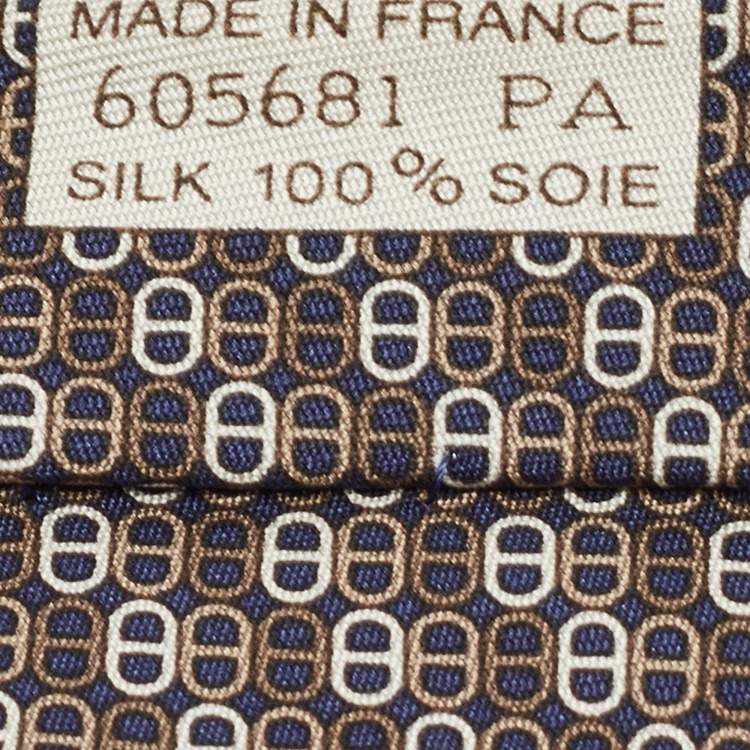 MADE IN FRANCE
605681 PA
SILK 100% SOIE